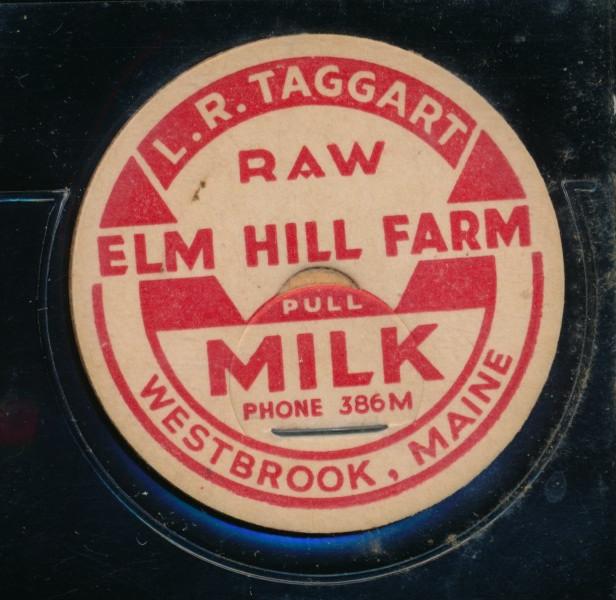 L. R. TAGGART
RAW
ELM HILL FARM
PULL
MILK
PHONE 386M
WESTBROOK, MAINE